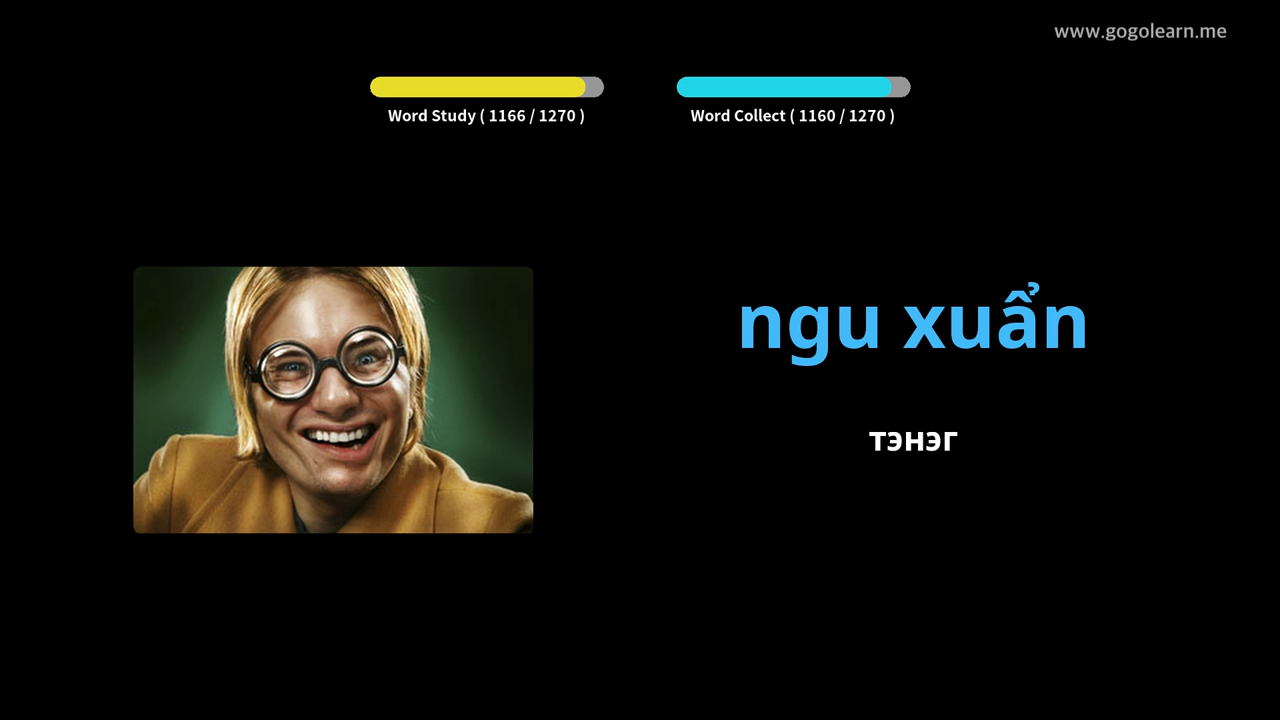 www.gogolearn.me
Word Study ( 1166 / 1270 )
Word Collect ( 1160 / 1270 )
ngu xuẩn
тэнэг